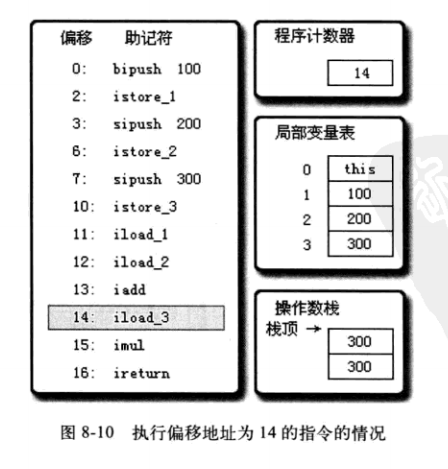 偏移 助记符
0: bipush 100
2: istore_1
3: sipush 200
6: istore_2
7: sipush 300
10: istore_3
11: iload_1
12: iload_2
13: iadd
14: iload_3
15: imul
16: ireturn
程序计数器
14
局部变量表
0 this
1 100
2 200
3 300
操作数栈
栈顶 →
300
300
图 8-10 执行偏移地址为 14 的指令的情况